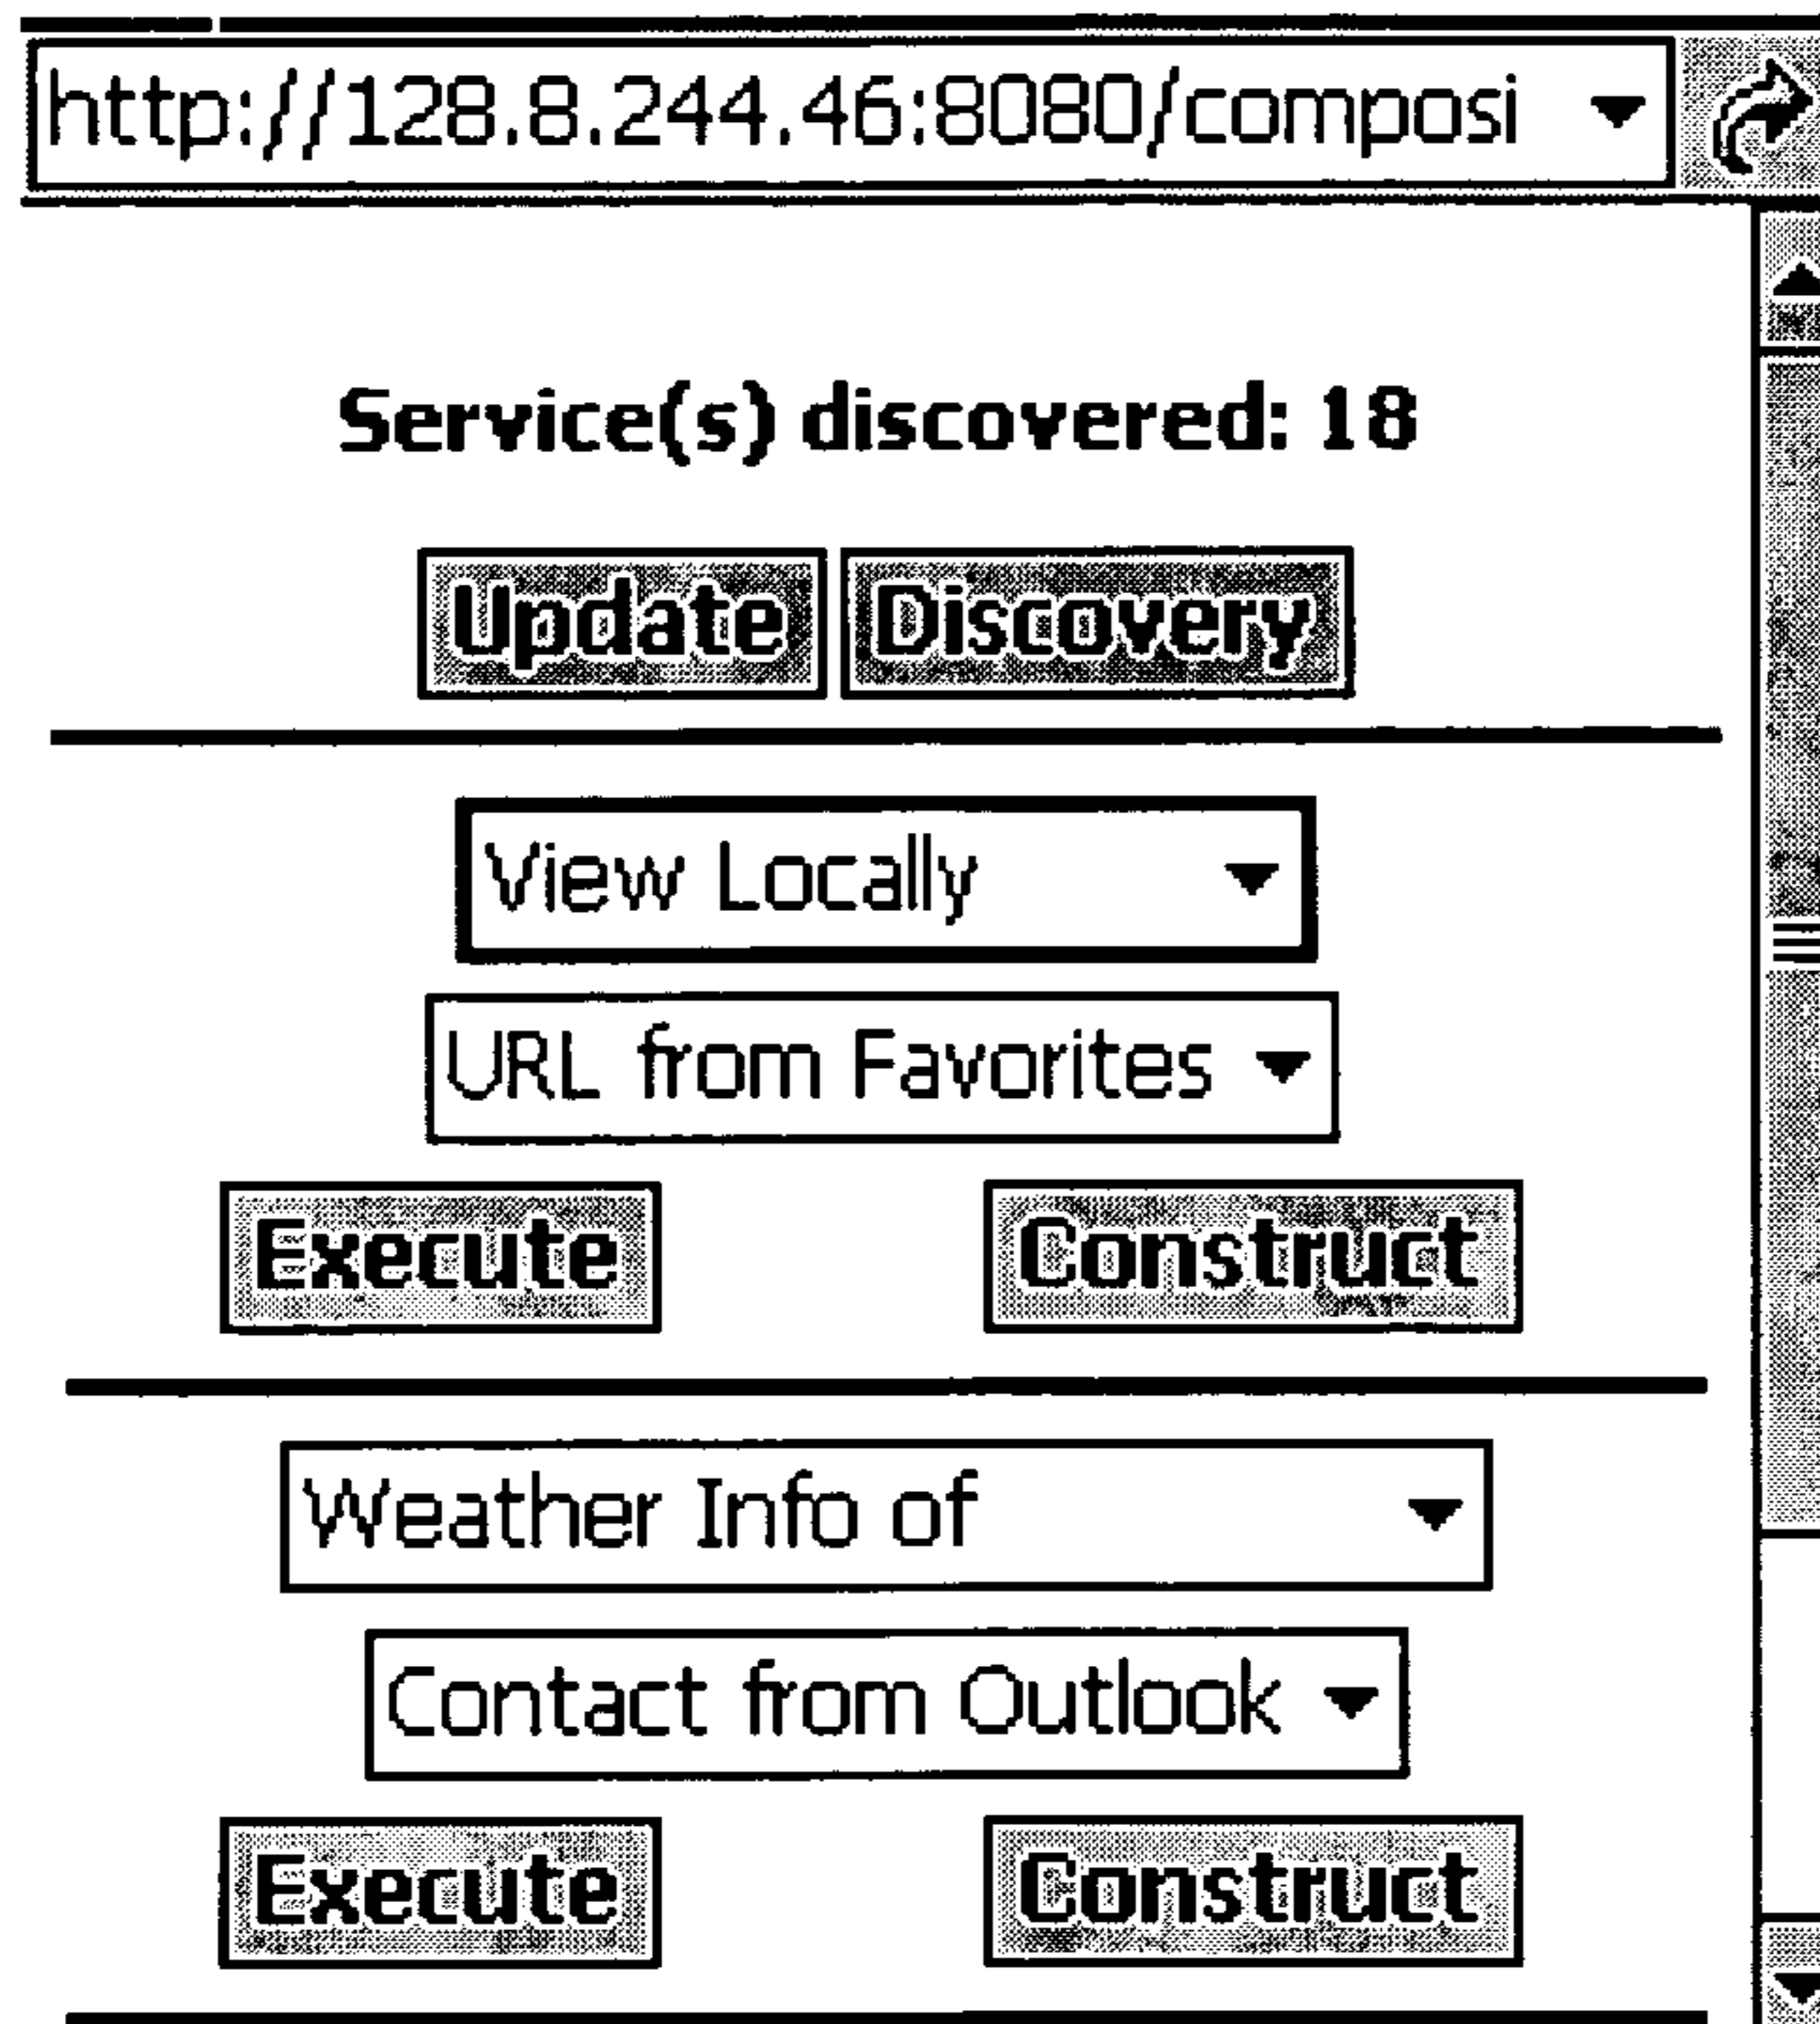 http://128.8.244.46:8080/composi
Service(s) discovered: 18
Update Discovery
View Locally
URL from Favorites
Execute Construct
Weather Info of
Contact from Outlook
Execute Construct